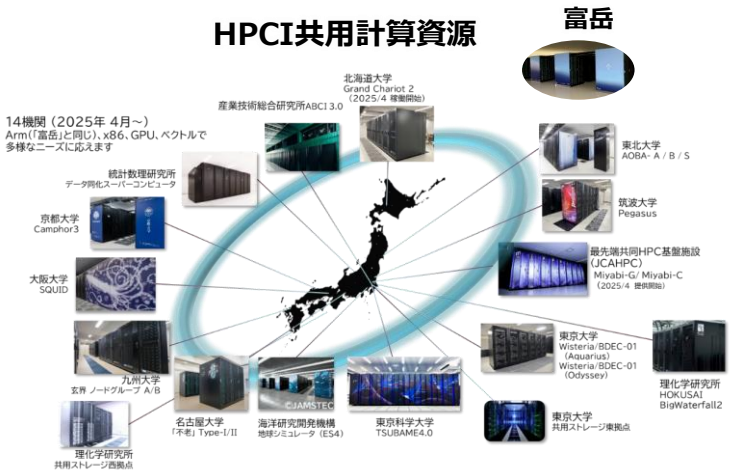 HPCI共用計算資源
富岳
14機関 (2025年 4月~)
Arm(「富岳」と同じ)、x86、GPU、ベクトルで
多様なニーズに応えます
北海道大学
Grand Chariot 2
(2025/4 稼働開始)
産業技術総合研究所ABCI 3.0
統計数理研究所
データ同化スーパーコンピュータ
京都大学
Camphor3
大阪大学
SQUID
九州大学
玄界 ノードグループ A/B
理化学研究所
共用ストレージ西拠点
名古屋大学
「不老」 Type-I/II
©JAMSTEC
海洋研究開発機構
地球シミュレータ (ES4)
東京科学大学
TSUBAME4.0
東京大学
共用ストレージ東拠点
東京大学
Wisteria/BDEC-01
(Aquarius)
Wisteria/BDEC-01
(Odyssey)
理化学研究所
HOKUSAI
BigWaterfall2
最先端共同HPC基盤施設
(JCAHPC)
Miyabi-G/ Miyabi-C
(2025/4 提供開始)
筑波大学
Pegasus
東北大学
AOBA- A / B / S